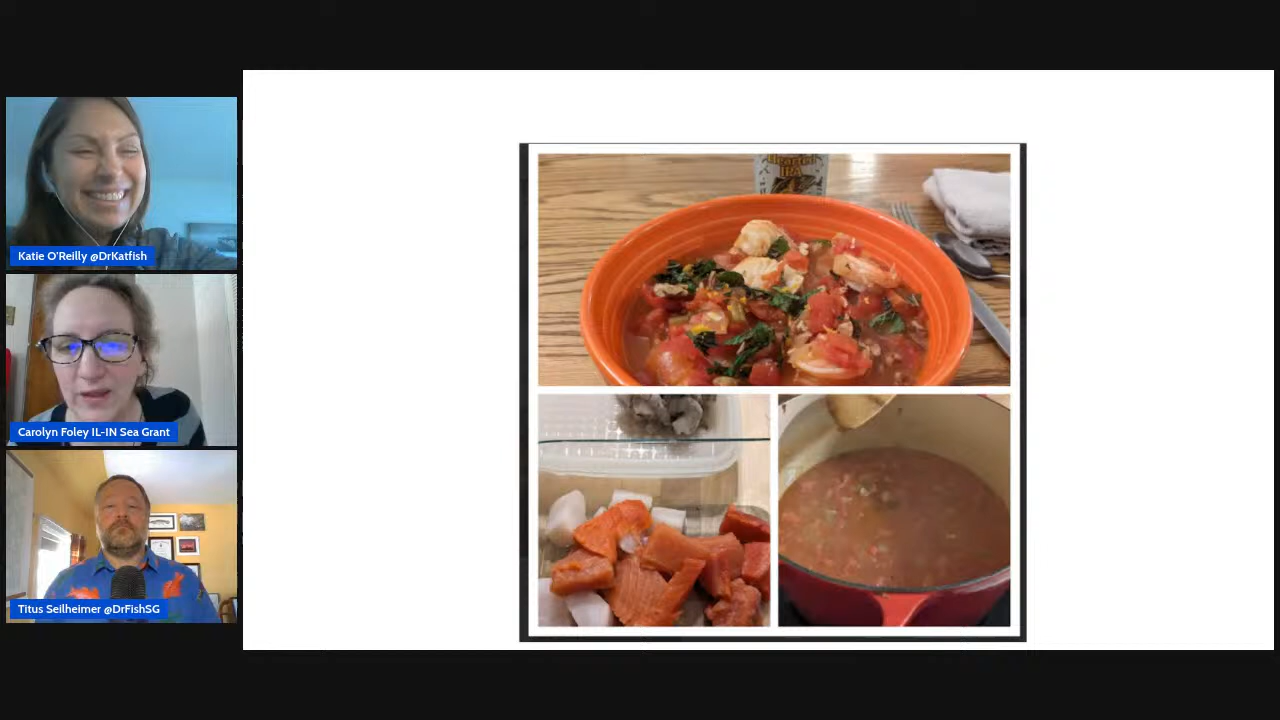 Katie O'Reilly @DrKatfish
Carolyn Foley IL-IN Sea Grant
Titus Seilheimer @DrFishSG
Hearted
IPA